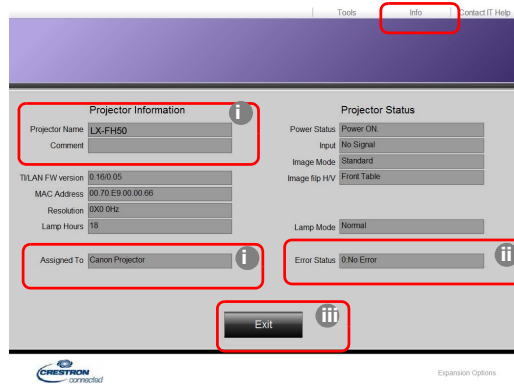 Tools Info Contact IT Help
Projector Information
i
Projector Name LX-FH50
Comment
TI/LAN FW version 0.16/0.05
MAC Address 00.70.E9.00.00.66
Resolution 0X0 0Hz
Lamp Hours 18
Assigned To Canon Projector
i
Projector Status
Power Status Power ON.
Input No Signal
Image Mode Standard
Image filp H/V Front Table
Lamp Mode Normal
Error Status 0:No Error
ii
Exit
iii
CRESTRON
connected
Expansion Options